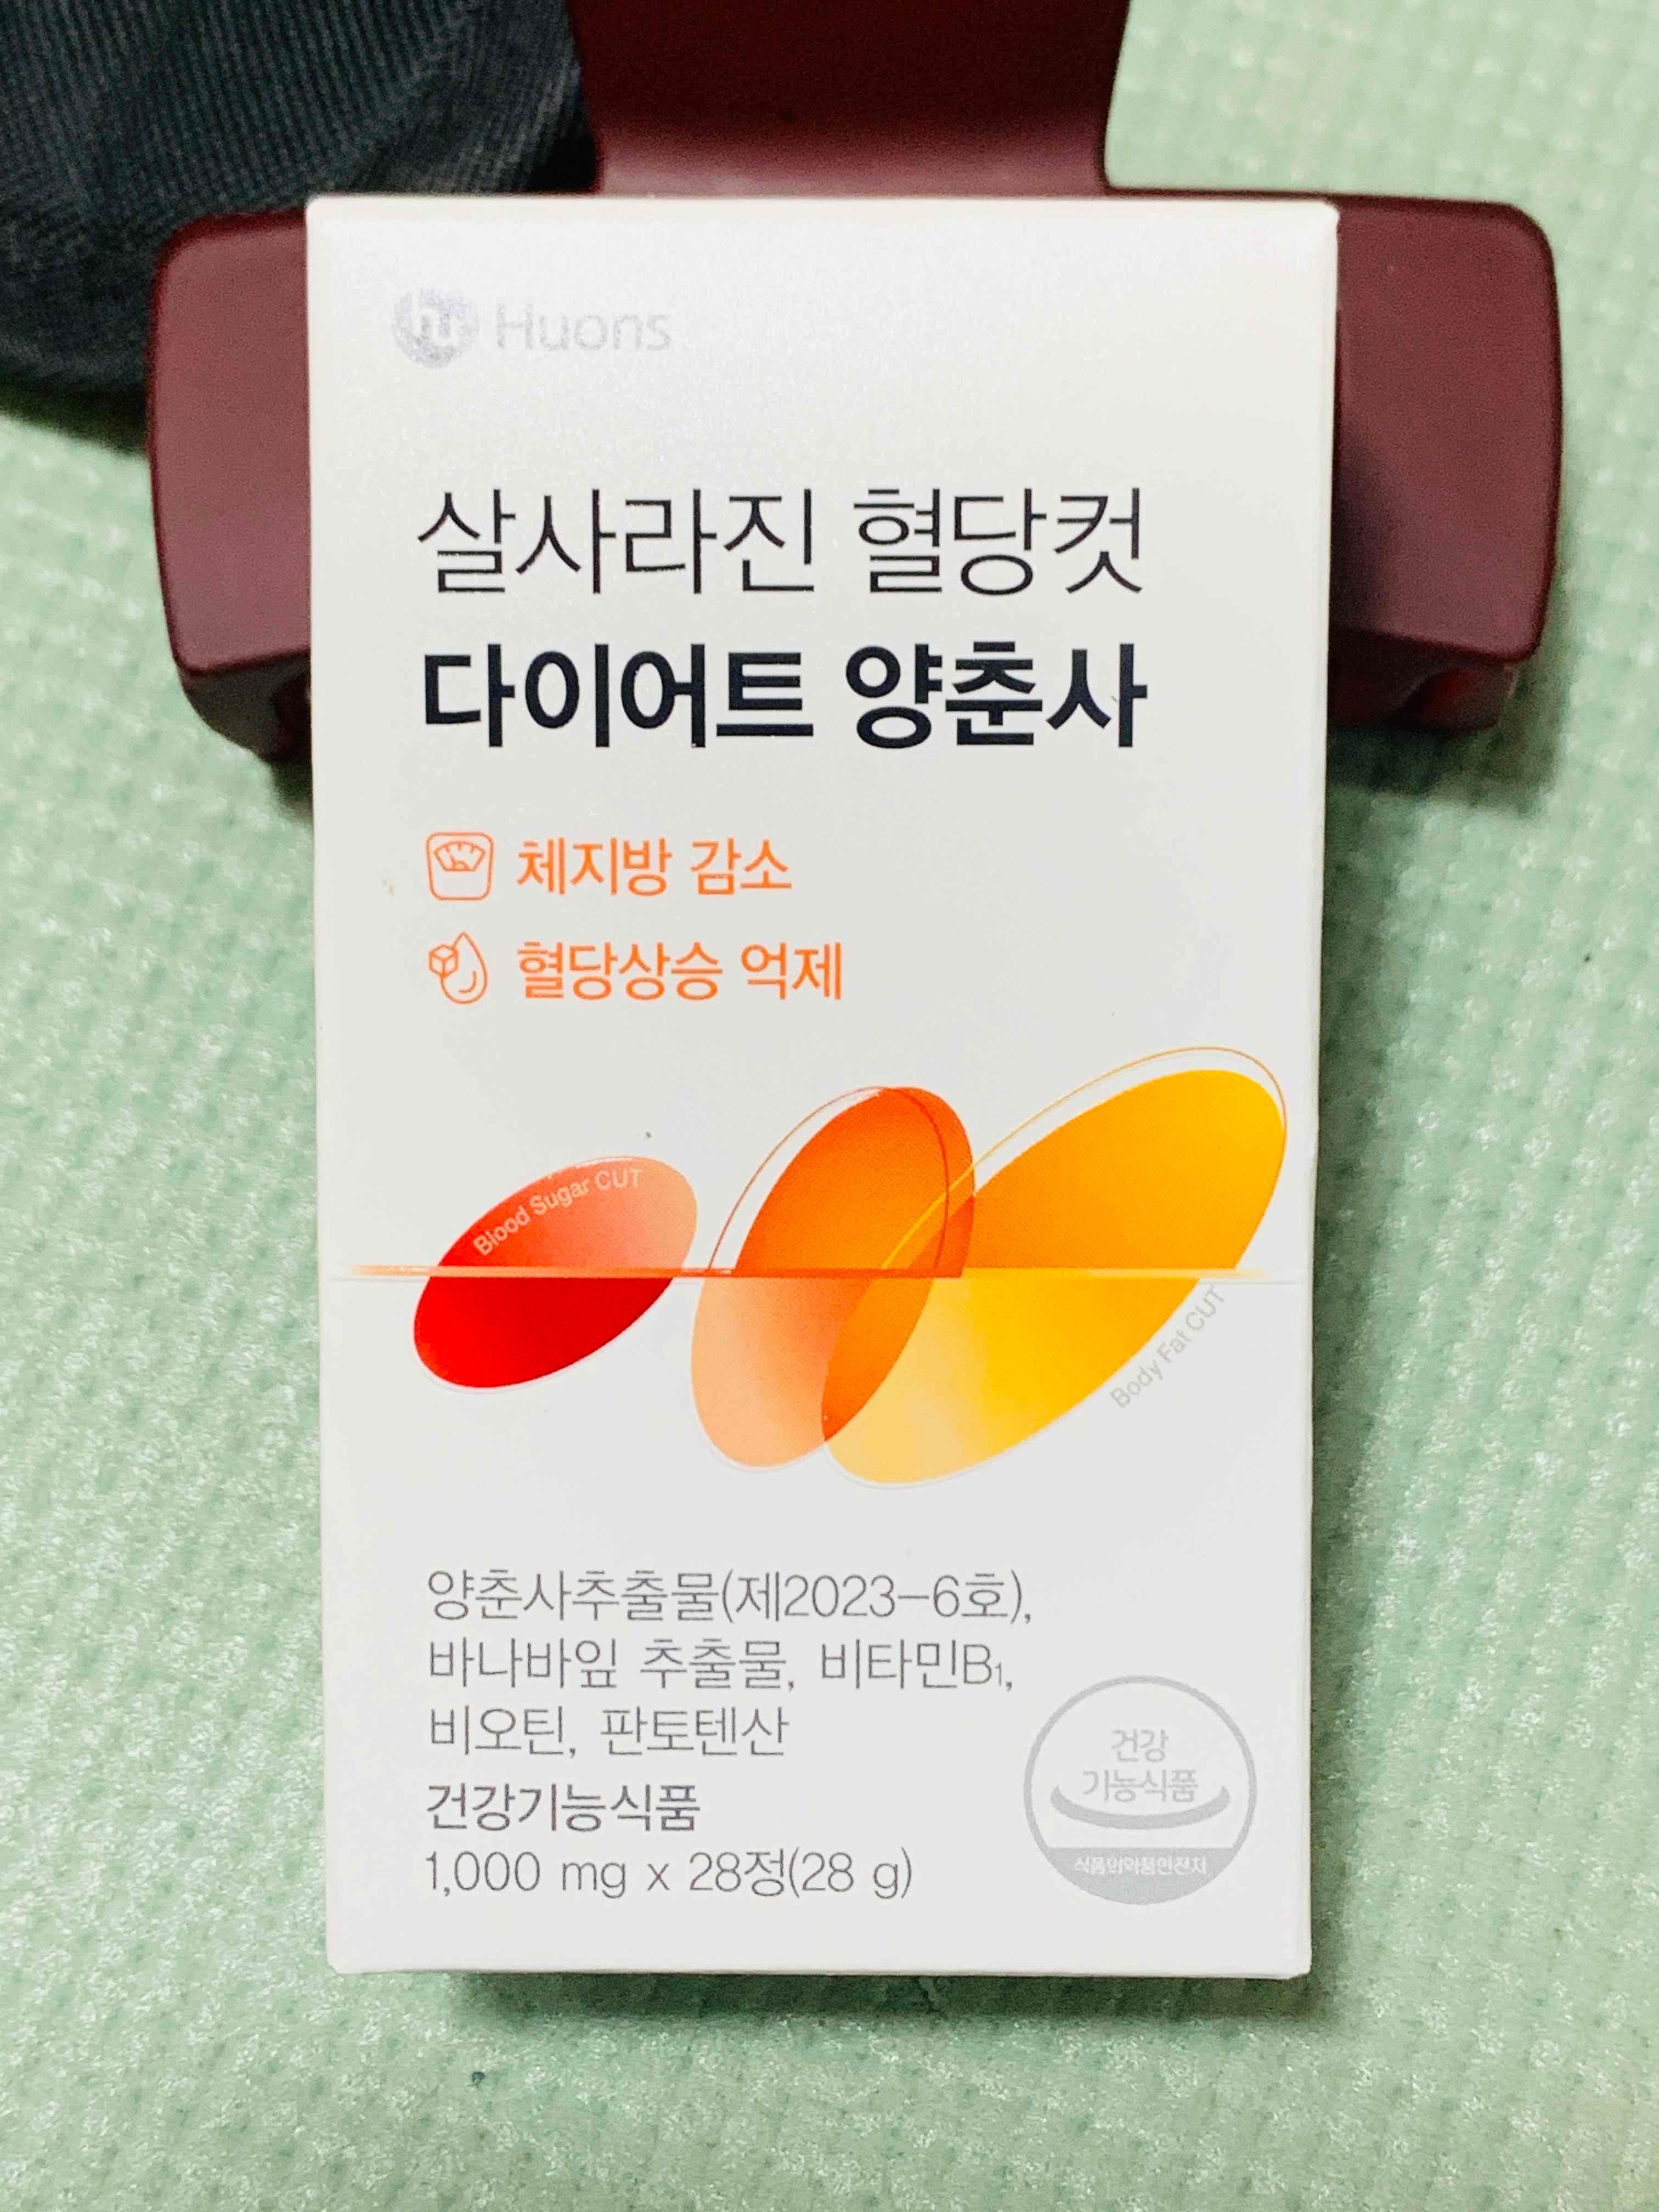 Huons
살사라진 혈당컷
다이어트 양춘사
체지방 감소
혈당상승 억제
Blood Sugar CUT
Body Fat CUT
양춘사추출물(제2023-6호),
바나바잎 추출물, 비타민B₁,
비오틴, 판토텐산
건강기능식품
1,000 mg x 28정(28 g)
건강
기능식품
식품의약품안전처